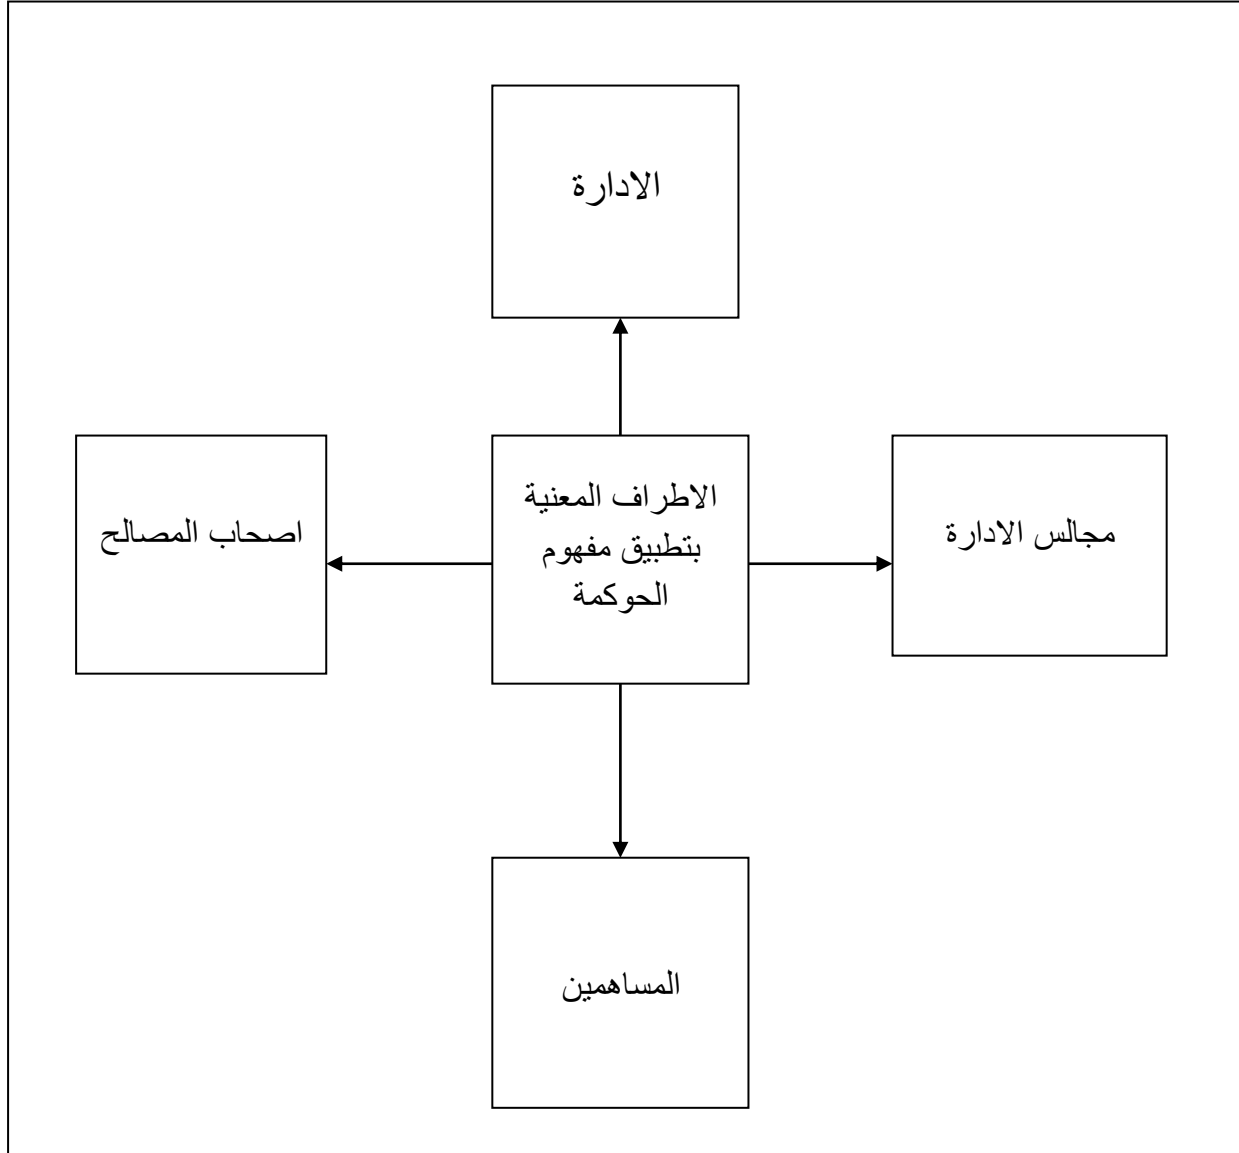 الادارة
مجالس الادارة
الاطراف المعنية
بتطبيق مفهوم
الحوكمة
اصحاب المصالح
المساهمين